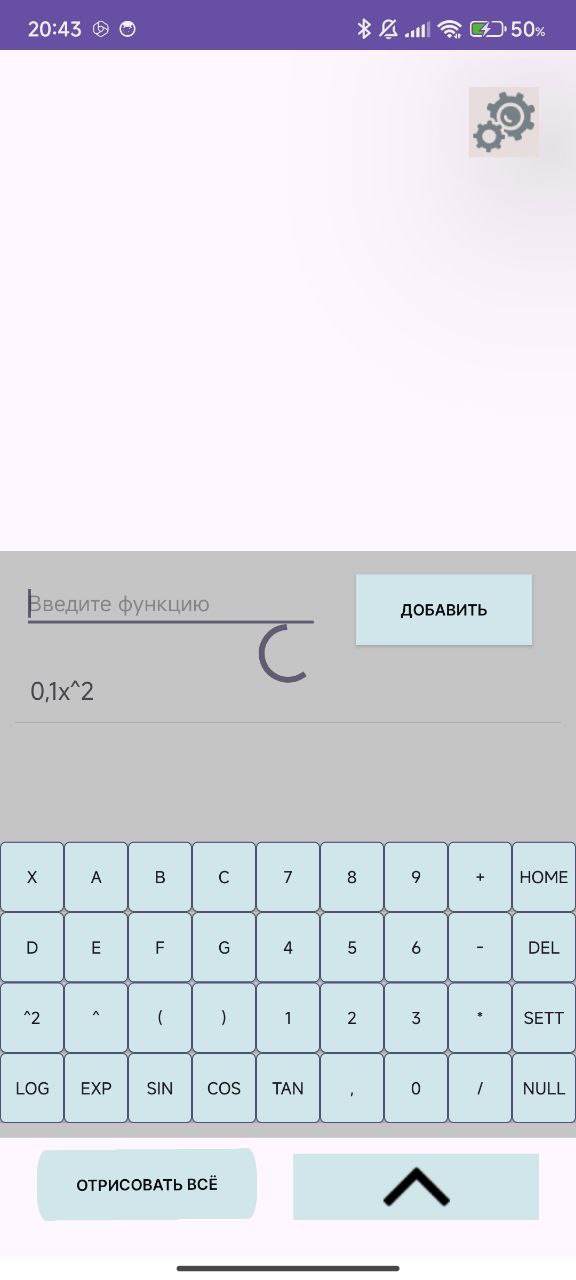 20:43 50%
Введите функцию ДОБАВИТЬ
0,1x^2
X A B C 7 8 9 + HOME
D E F G 4 5 6 - DEL
^2 ^ ( ) 1 2 3 * SETT
LOG EXP SIN COS TAN , 0 / NULL
ОТРИСОВАТЬ ВСЁ